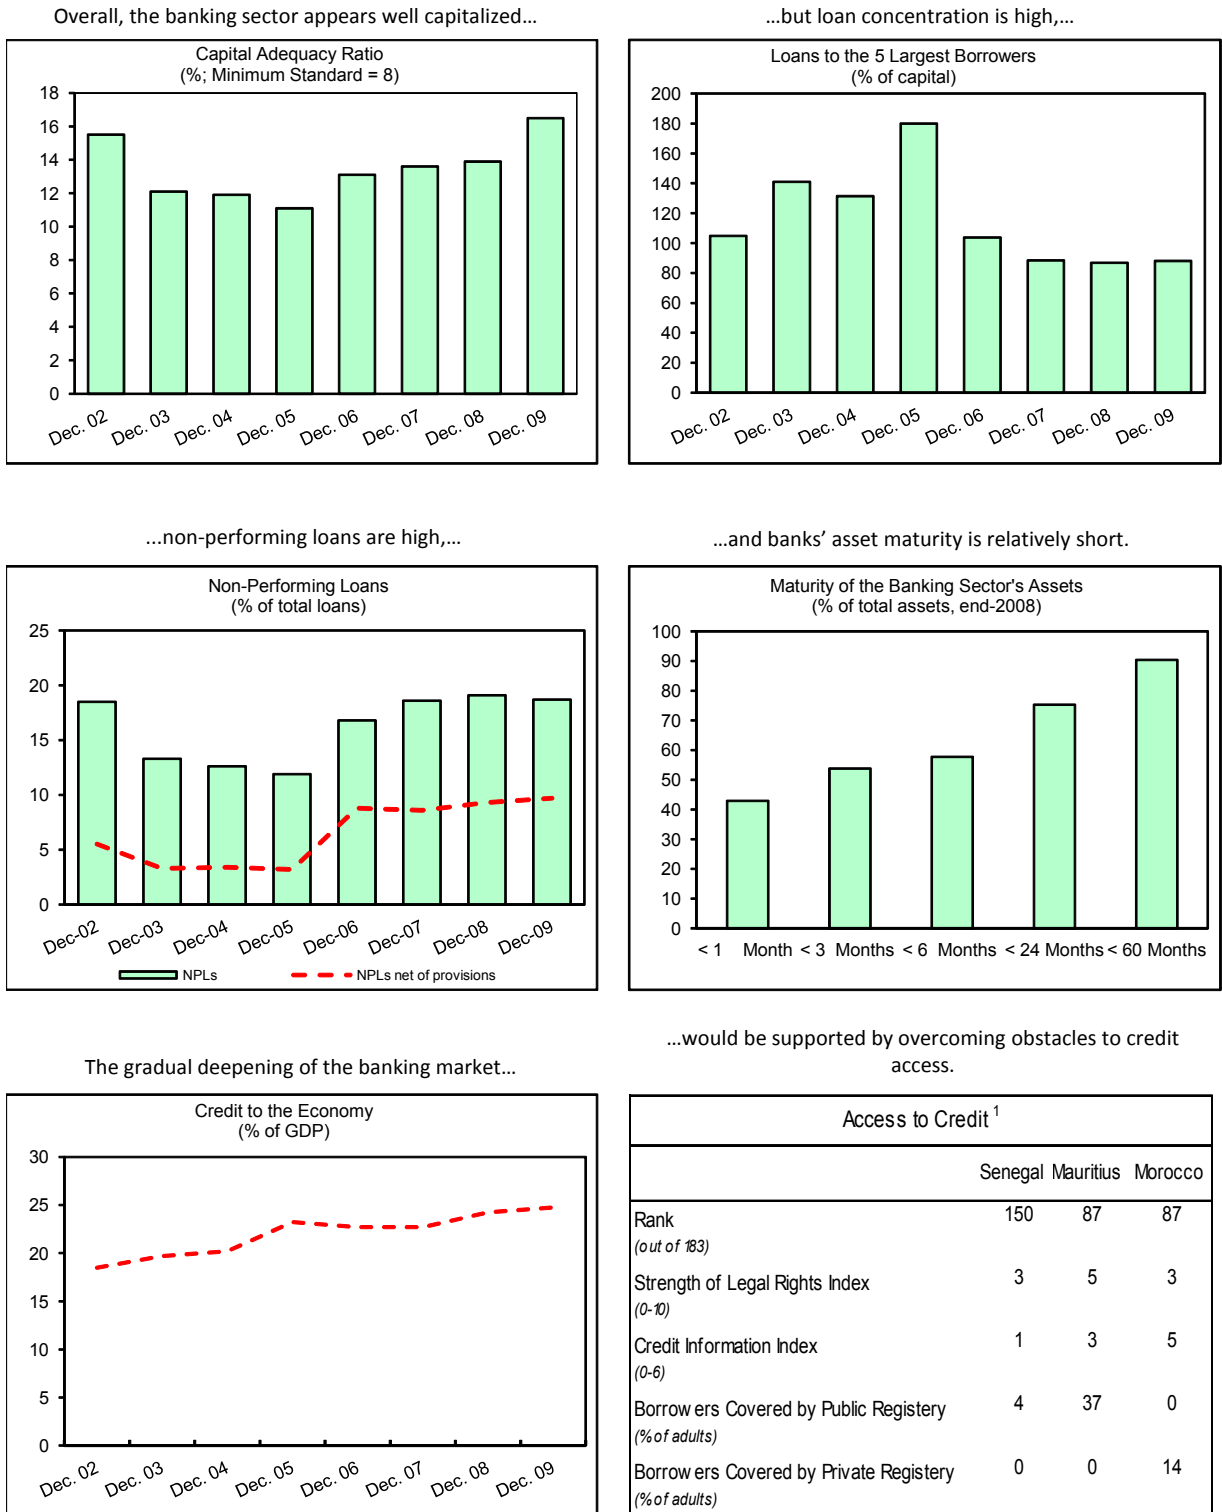 Overall, the banking sector appears well capitalized…
Capital Adequacy Ratio
(%; Minimum Standard = 8)
18
16
14
12
10
8
6
4
2
0
Dec. 02 Dec. 03 Dec. 04 Dec. 05 Dec. 06 Dec. 07 Dec. 08 Dec. 09
…but loan concentration is high,…
Loans to the 5 Largest Borrowers
(% of capital)
200
180
160
140
120
100
80
60
40
20
0
Dec. 02 Dec. 03 Dec. 04 Dec. 05 Dec. 06 Dec. 07 Dec. 08 Dec. 09
...non-performing loans are high,…
Non-Performing Loans
(% of total loans)
25
20
15
10
5
0
Dec-02 Dec-03 Dec-04 Dec-05 Dec-06 Dec-07 Dec-08 Dec-09
NPLs NPLs net of provisions
…and banks’ asset maturity is relatively short.
Maturity of the Banking Sector's Assets
(% of total assets, end-2008)
100
90
80
70
60
50
40
30
20
10
0
< 1 Month < 3 Months < 6 Months < 24 Months < 60 Months
The gradual deepening of the banking market…
Credit to the Economy
(% of GDP)
30
25
20
15
10
5
0
Dec. 02 Dec. 03 Dec. 04 Dec. 05 Dec. 06 Dec. 07 Dec. 08 Dec. 09
…would be supported by overcoming obstacles to credit
access.
Access to Credit 1
Senegal Mauritius Morocco
Rank 150 87 87
(out of 183)
Strength of Legal Rights Index 3 5 3
(0-10)
Credit Information Index 1 3 5
(0-6)
Borrowers Covered by Public Registery 4 37 0
(% of adults)
Borrowers Covered by Private Registery 0 0 14
(% of adults)